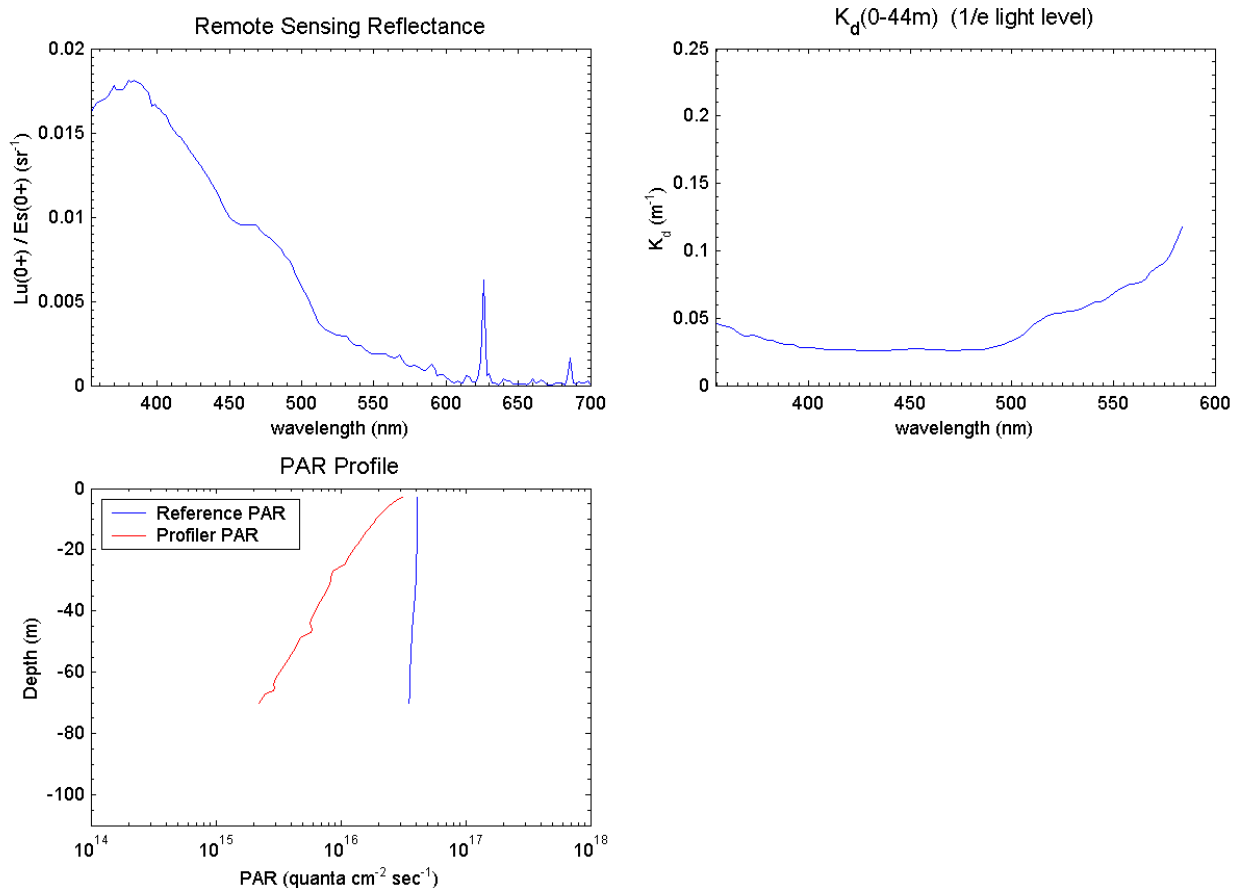 Remote Sensing Reflectance
0.02
0.015
0.01
0.005
0
Lu(0+) / Es(0+) (sr⁻¹)
400 450 500 550 600 650 700
wavelength (nm)
K_d(0-44m) (1/e light level)
0.25
0.2
0.15
0.1
0.05
0
K_d (m⁻¹)
400 450 500 550 600
wavelength (nm)
PAR Profile
0
-20
-40
-60
-80
-100
Depth (m)
Reference PAR
Profiler PAR
10¹⁴ 10¹⁵ 10¹⁶ 10¹⁷ 10¹⁸
PAR (quanta cm⁻² sec⁻¹)